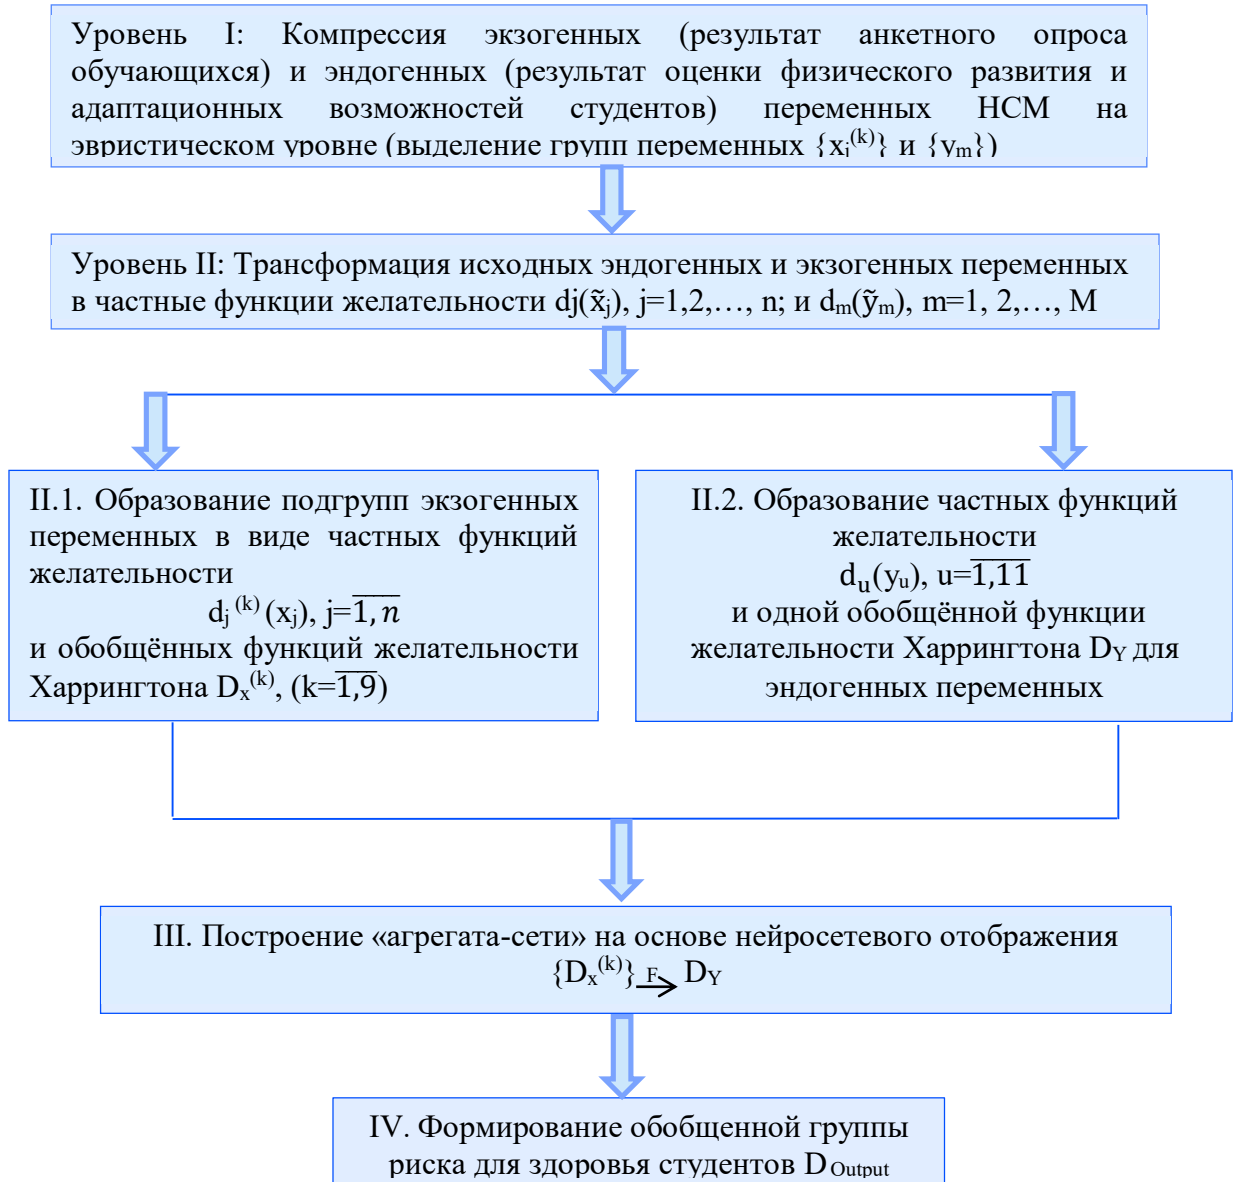 Уровень I: Компрессия экзогенных (результат анкетного опроса
обучающихся) и эндогенных (результат оценки физического развития и
адаптационных возможностей студентов) переменных НСМ на
эвристическом уровне (выделение групп переменных {xⱼ⁽ᵏ⁾} и {yₘ})
Уровень II: Трансформация исходных эндогенных и экзогенных переменных
в частные функции желательности dj(x̃ⱼ), j=1,2,…, n; и dₘ(ỹₘ), m=1, 2,…, M
II.1. Образование подгрупп экзогенных
переменных в виде частных функций
желательности
dⱼ⁽ᵏ⁾(xⱼ), j=1,n
и обобщённых функций желательности
Харрингтона Dₓ⁽ᵏ⁾, (k=1,9)
II.2. Образование частных функций
желательности
dᵤ(yᵤ), u=1,11
и одной обобщённой функции
желательности Харрингтона DY для
эндогенных переменных
III. Построение «агрегата-сети» на основе нейросетевого отображения
{Dₓ⁽ᵏ⁾} F→ DY
IV. Формирование обобщенной группы
риска для здоровья студентов D Output